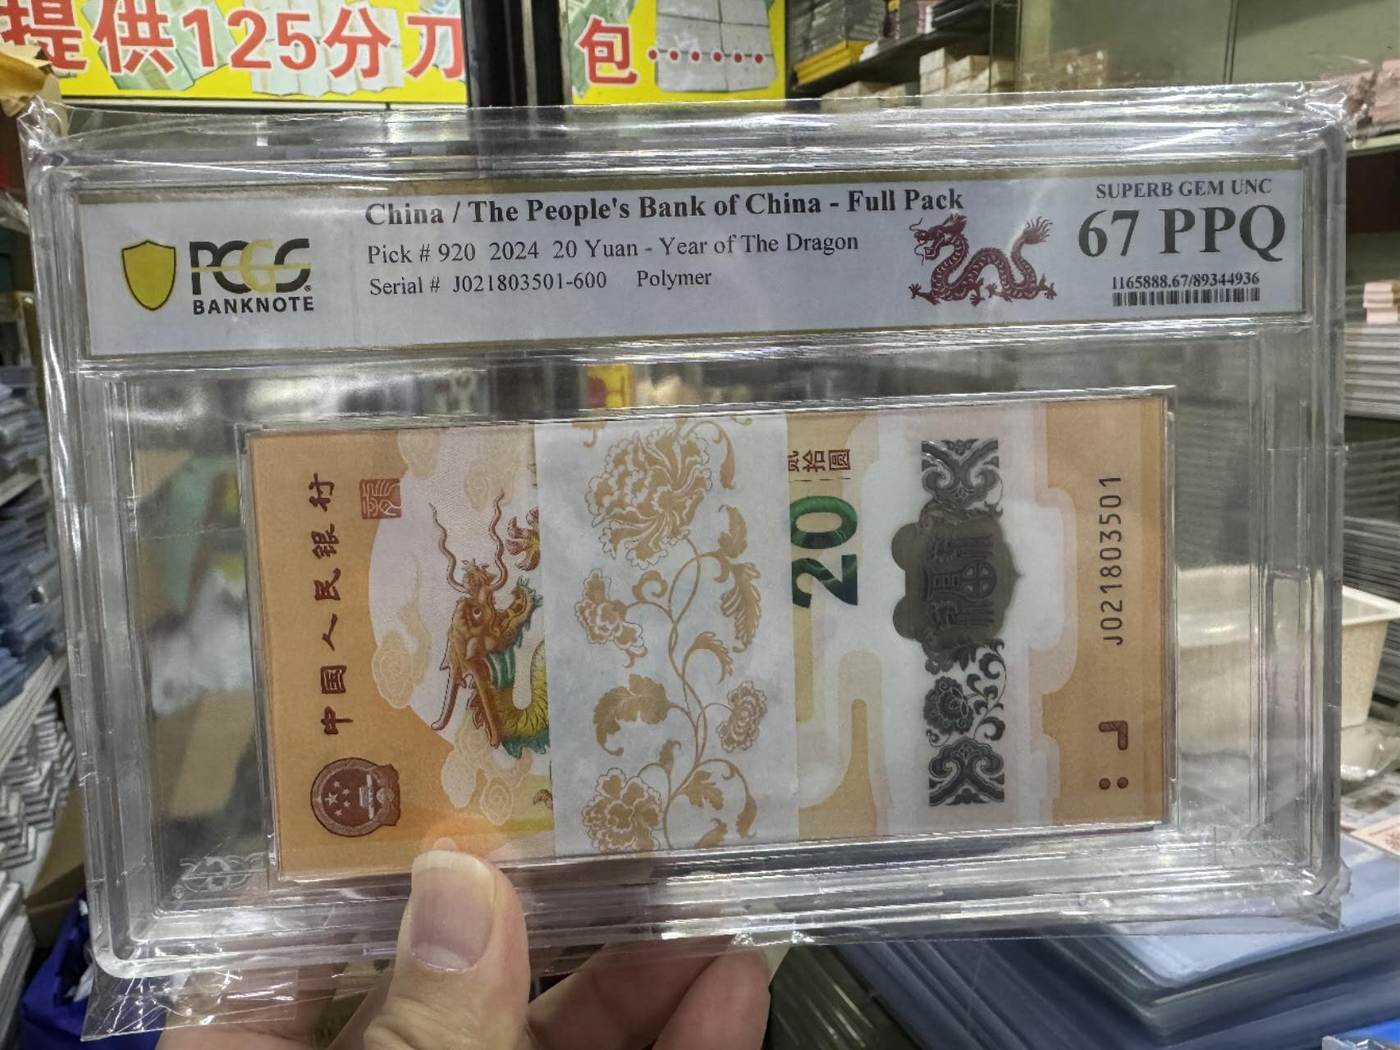 提供125分刀
包······
China / The People's Bank of China - Full Pack
Pick # 920 2024 20 Yuan - Year of The Dragon
Serial # J021803501-600 Polymer
PCGS
BANKNOTE
SUPERB GEM UNC
67 PPQ
1165888.67/89344936
中国人民银行
贰拾圆
20
J021803501